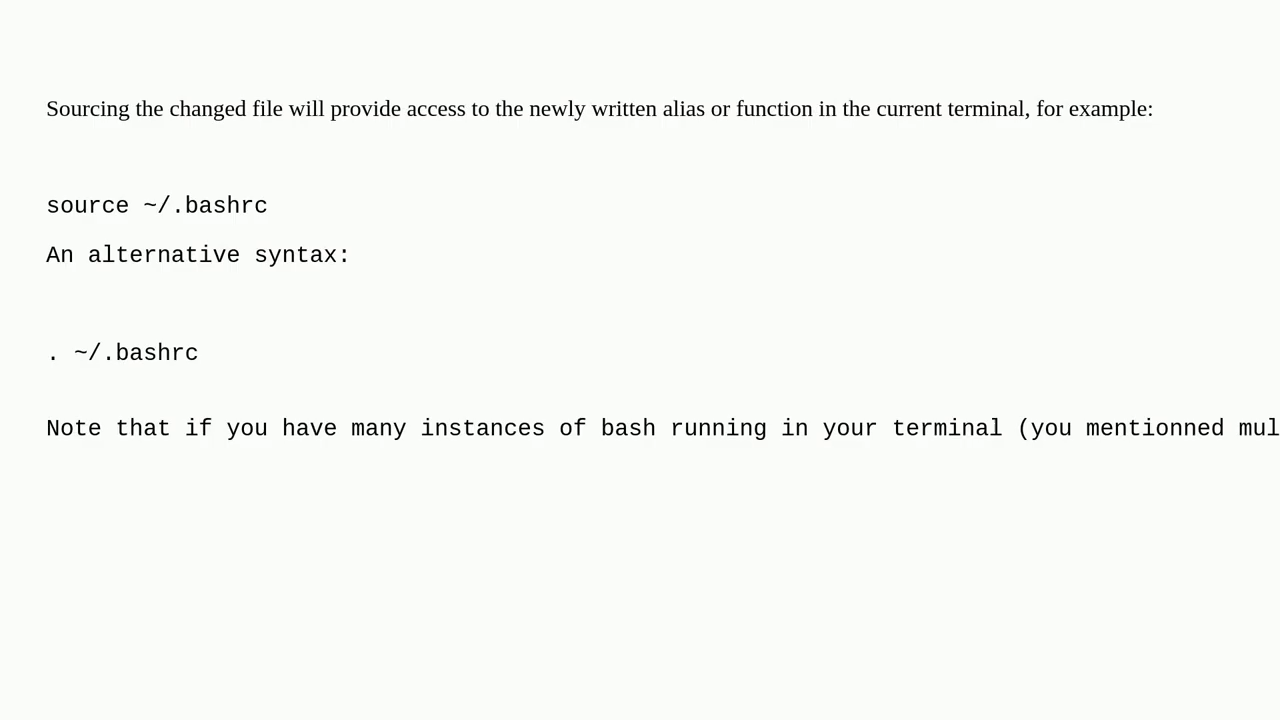 Sourcing the changed file will provide access to the newly written alias or function in the current terminal, for example:
source ~/.bashrc
An alternative syntax:
. ~/.bashrc
Note that if you have many instances of bash running in your terminal (you mentionned